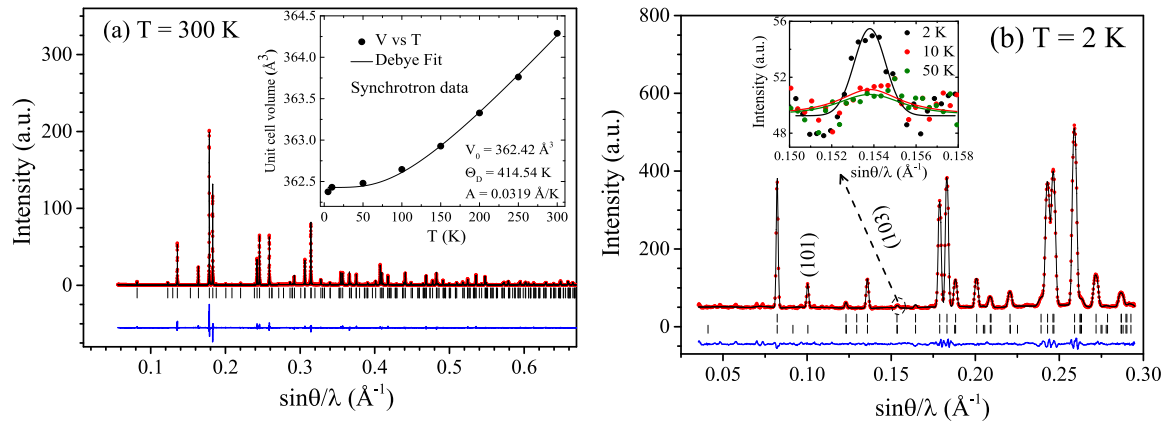 (a) T = 300 K
Intensity (a.u.)
300
250
200
150
100
50
0
0.1 0.2 0.3 0.4 0.5 0.6
sinθ/λ (Å⁻¹)
Unit cell volume (Å³)
364.5
364.0
363.5
363.0
362.5
V vs T
Debye Fit
Synchrotron data
V₀ = 362.42 Å³
Θ_D = 414.54 K
A = 0.0319 Å/K
0 50 100 150 200 250 300
T (K)
(b) T = 2 K
Intensity (a.u.)
800
600
400
200
0
0.05 0.10 0.15 0.20 0.25 0.30
sinθ/λ (Å⁻¹)
(101)
(103)
Intensity (a.u.)
56
52
48
2 K
10 K
50 K
0.150 0.152 0.154 0.156 0.158
sinθ/λ (Å⁻¹)